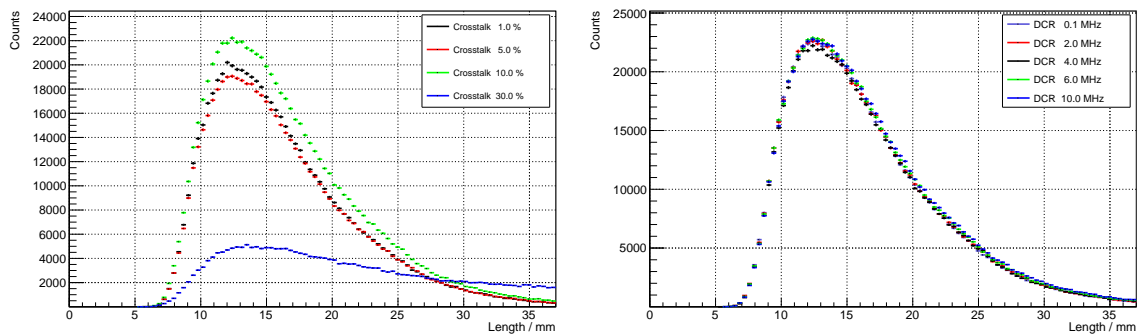 Counts
24000
22000
20000
18000
16000
14000
12000
10000
8000
6000
4000
2000
0
0 5 10 15 20 25 30 35
Length / mm
Crosstalk 1.0 %
Crosstalk 5.0 %
Crosstalk 10.0 %
Crosstalk 30.0 %
Counts
25000
20000
15000
10000
5000
0
5 10 15 20 25 30 35
Length / mm
DCR 0.1 MHz
DCR 2.0 MHz
DCR 4.0 MHz
DCR 6.0 MHz
DCR 10.0 MHz